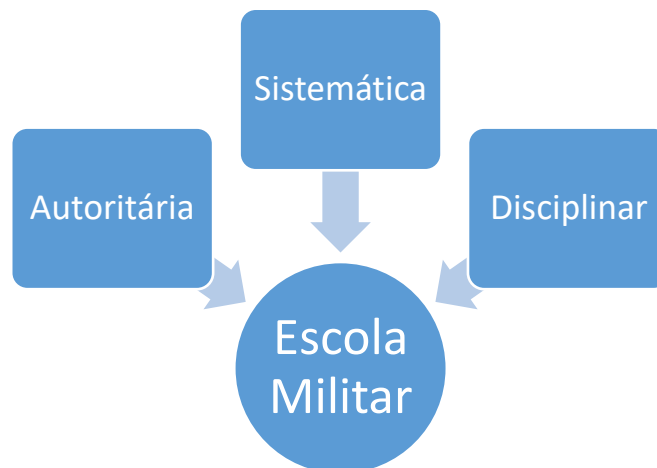 Sistemática
Autoritária
Disciplinar
Escola
Militar